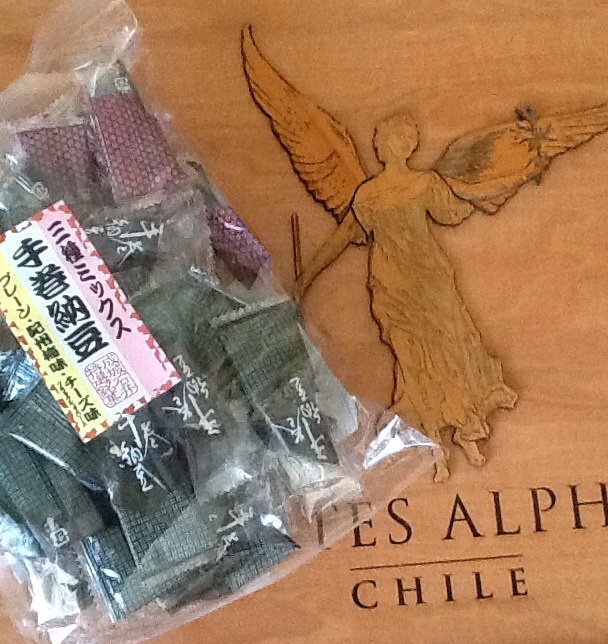 三種ミックス
手巻納豆
プレーン 紀州梅味 チーズ味
手巻
納豆
TES ALPH
CHILE